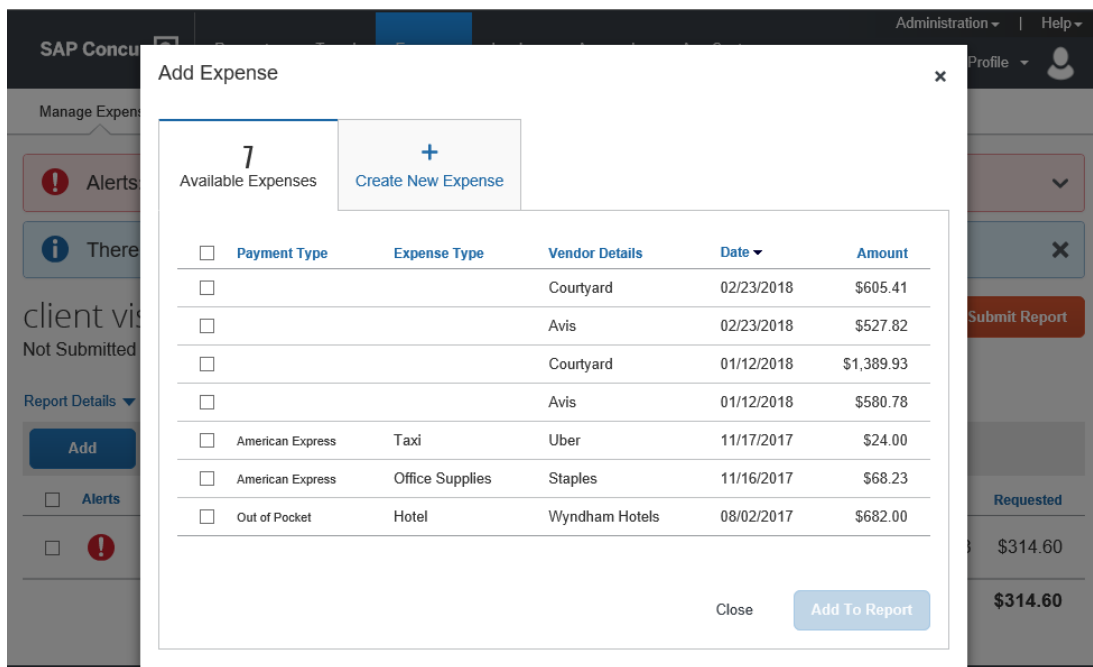 Administration | Help
SAP Concu
Profile
Manage Expens
Add Expense
×
7
Available Expenses
+
Create New Expense
Alerts
There
client vis
Not Submitted
Submit Report
Report Details
Add
Alerts
Requested
$314.60
$314.60
Payment Type Expense Type Vendor Details Date Amount
Courtyard 02/23/2018 $605.41
Avis 02/23/2018 $527.82
Courtyard 01/12/2018 $1,389.93
Avis 01/12/2018 $580.78
American Express Taxi Uber 11/17/2017 $24.00
American Express Office Supplies Staples 11/16/2017 $68.23
Out of Pocket Hotel Wyndham Hotels 08/02/2017 $682.00
Close Add To Report